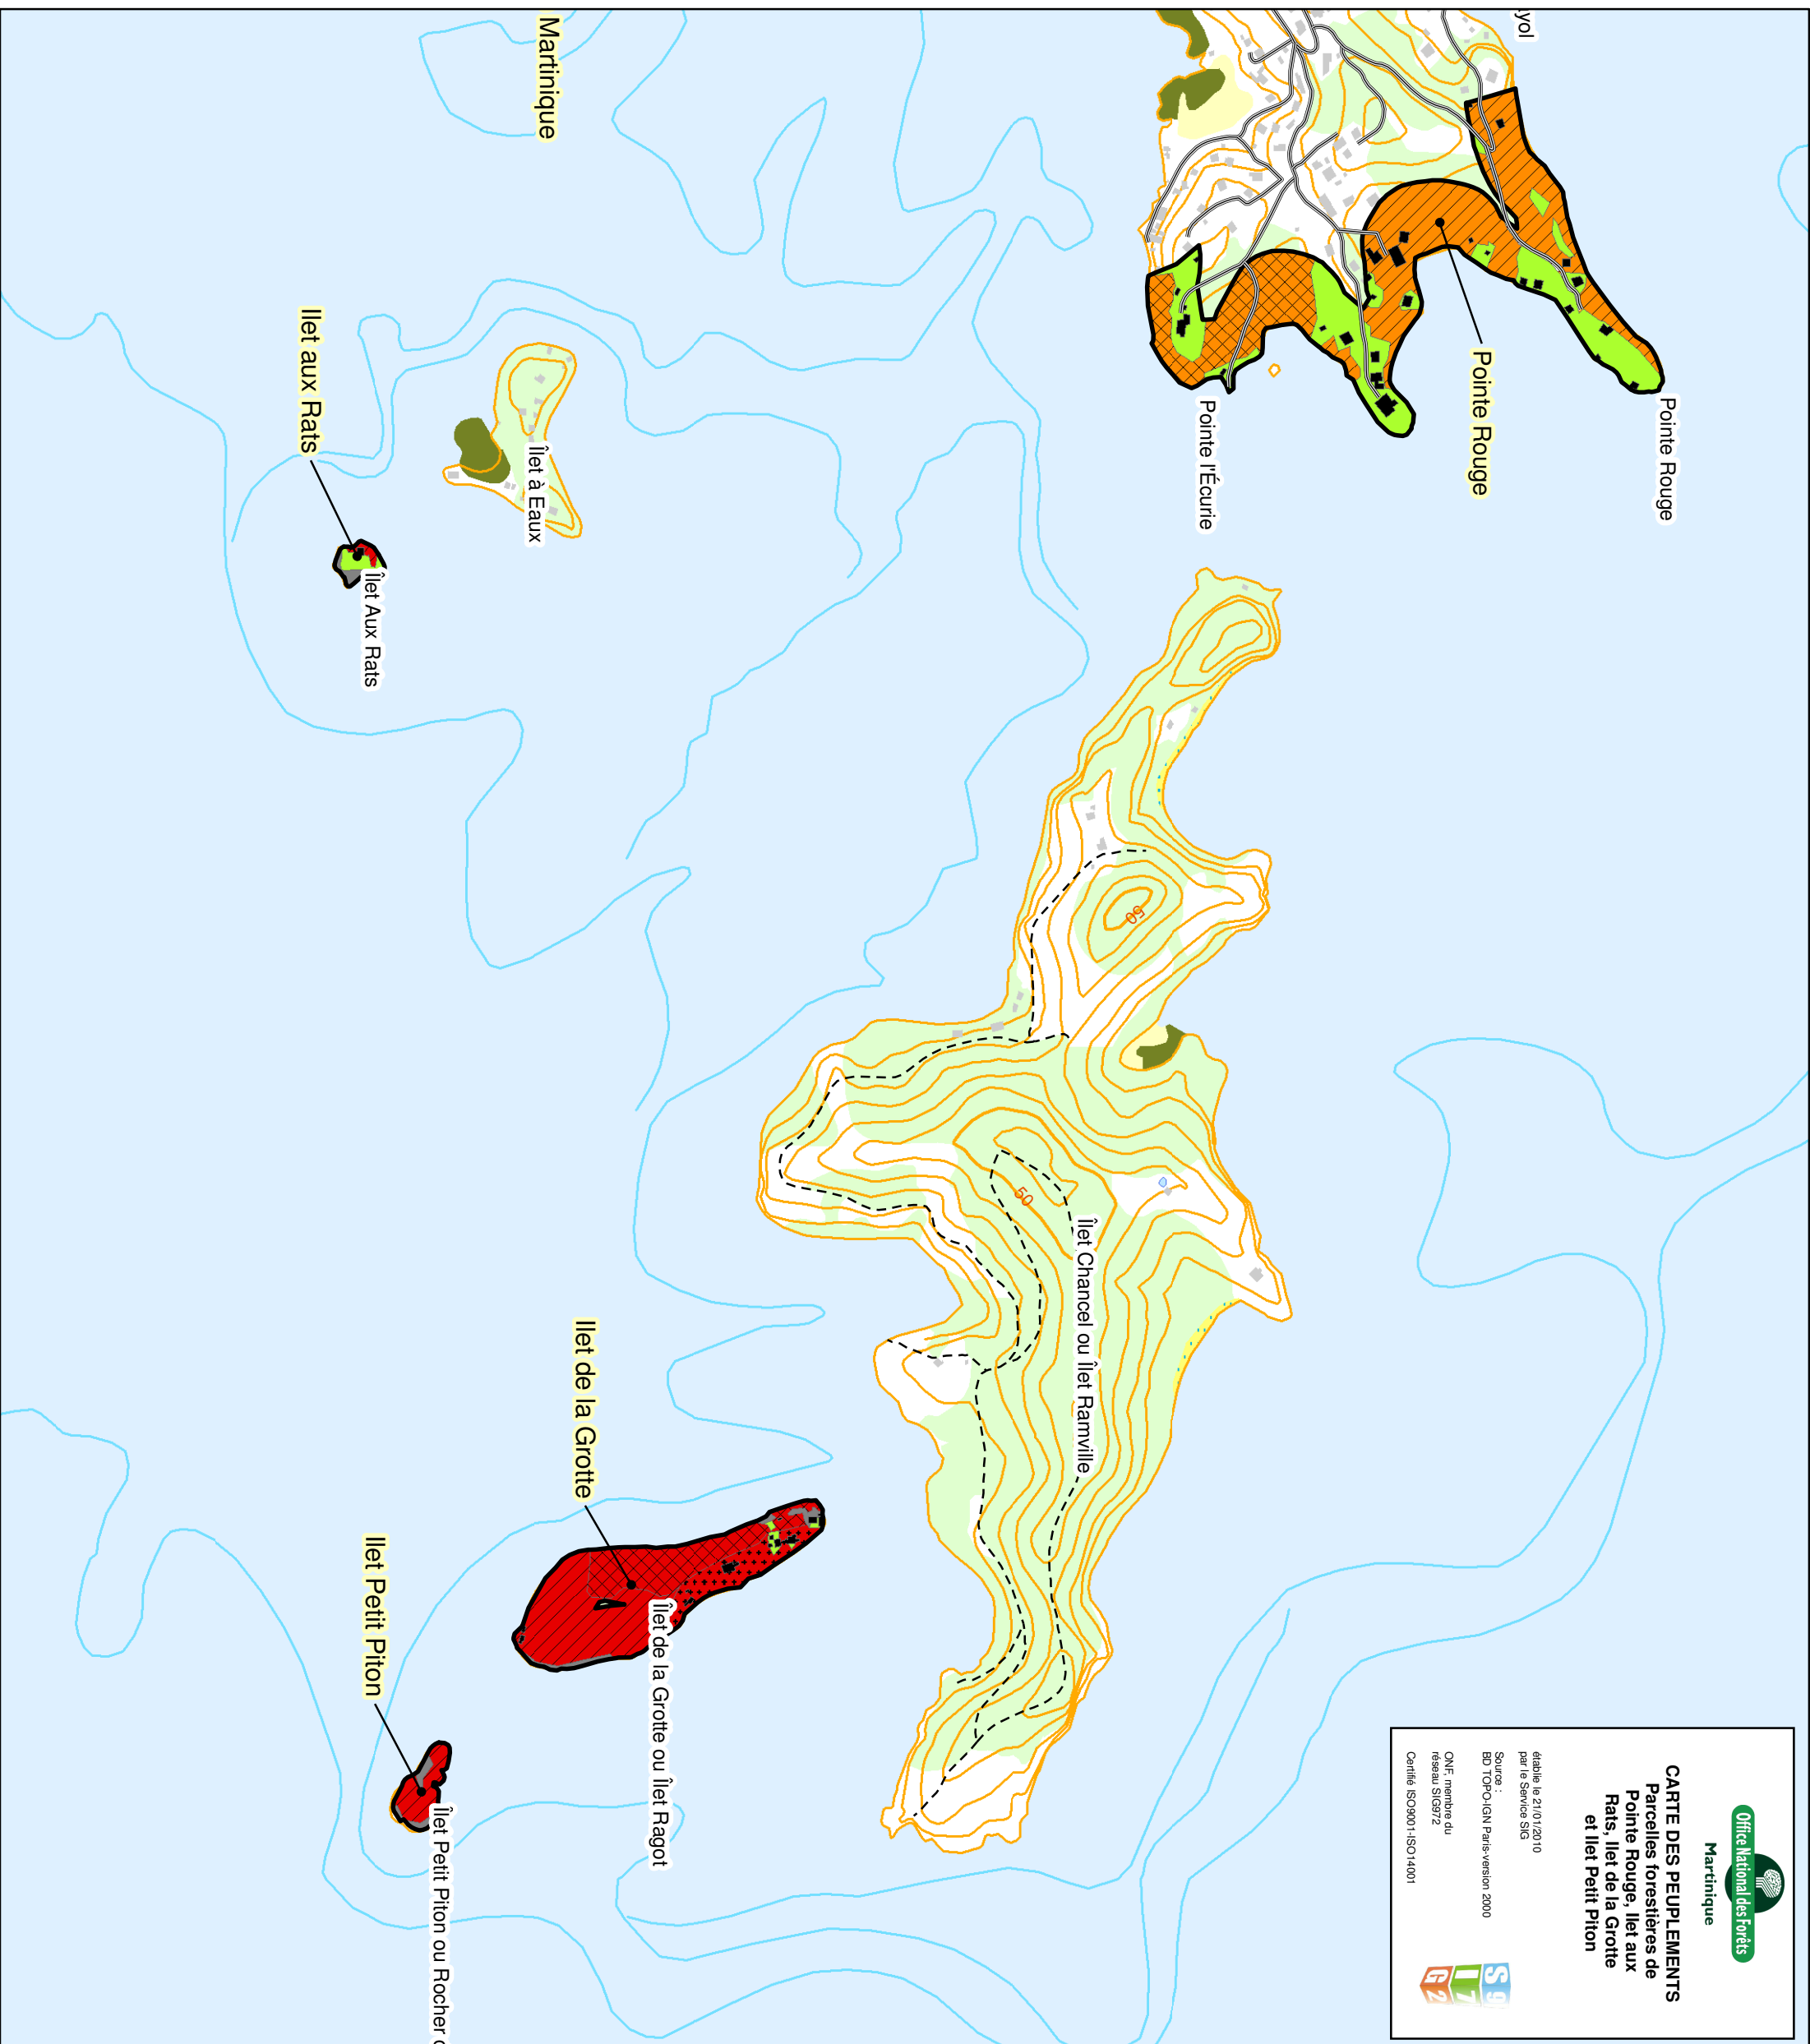 Office National des Forêts
Martinique
CARTE DES PEUPLEMENTS
Parcelles forestières de
Pointe Rouge, Ilet aux
Rats, Ilet de la Grotte
et Ilet Petit Piton
établie le 21/01/2010
par le Service SIG
Source :
BD TOPO-IGN Paris-version 2000
ONF, membre du
réseau SIG972
Certifié ISO9001-ISO14001
yol
Pointe Rouge
Pointe Rouge
Pointe l'Écurie
50
50
Îlet Chancel ou Îlet Ramville
Martinique
Îlet à Eaux
Ilet aux Rats
Îlet Aux Rats
Ilet de la Grotte
Îlet de la Grotte ou Îlet Ragot
Ilet Petit Piton
Îlet Petit Piton ou Rocher